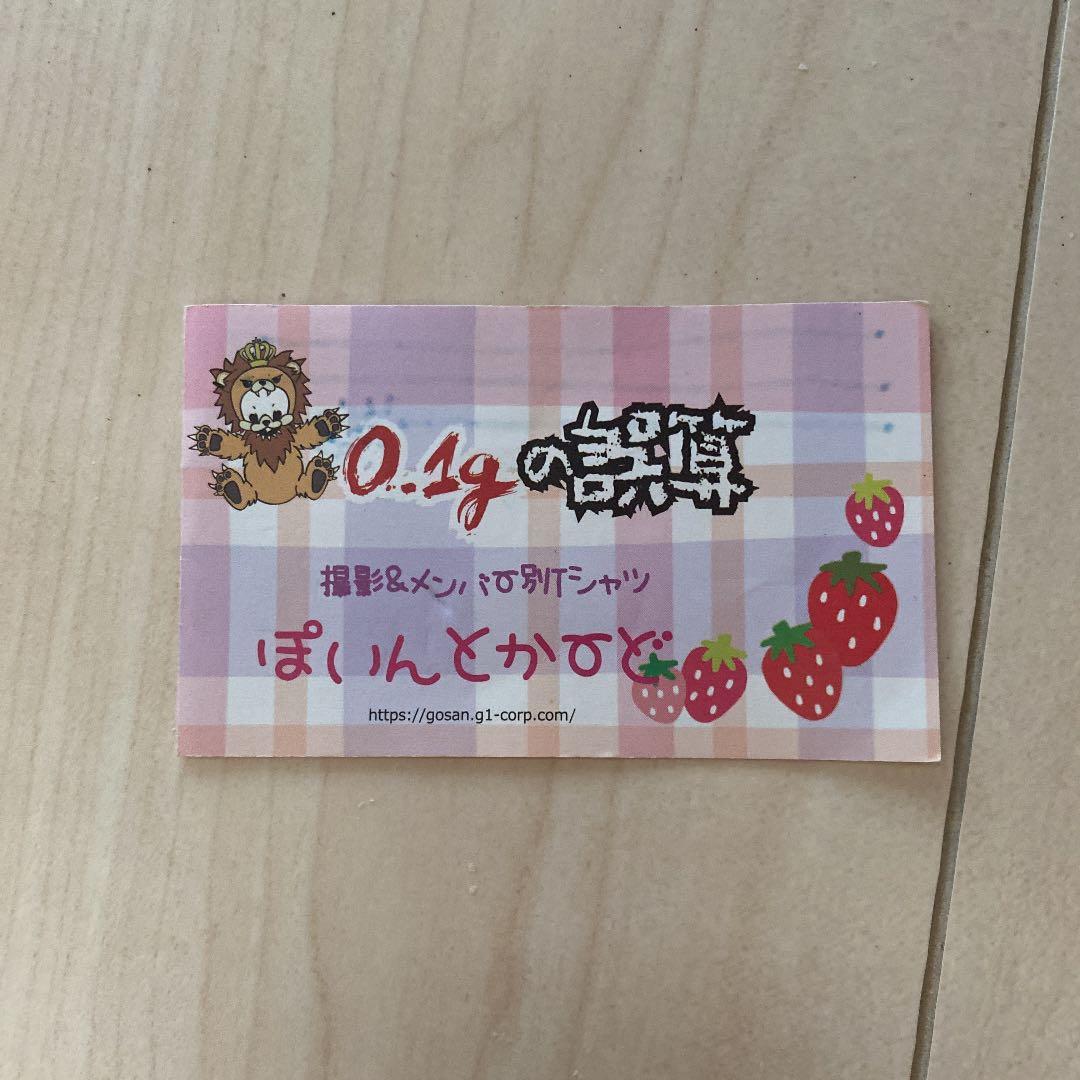 0.1gの誤算
撮影&メンバー別Tシャツ
ぽいんとかーど
https://gosan.g1-corp.com/